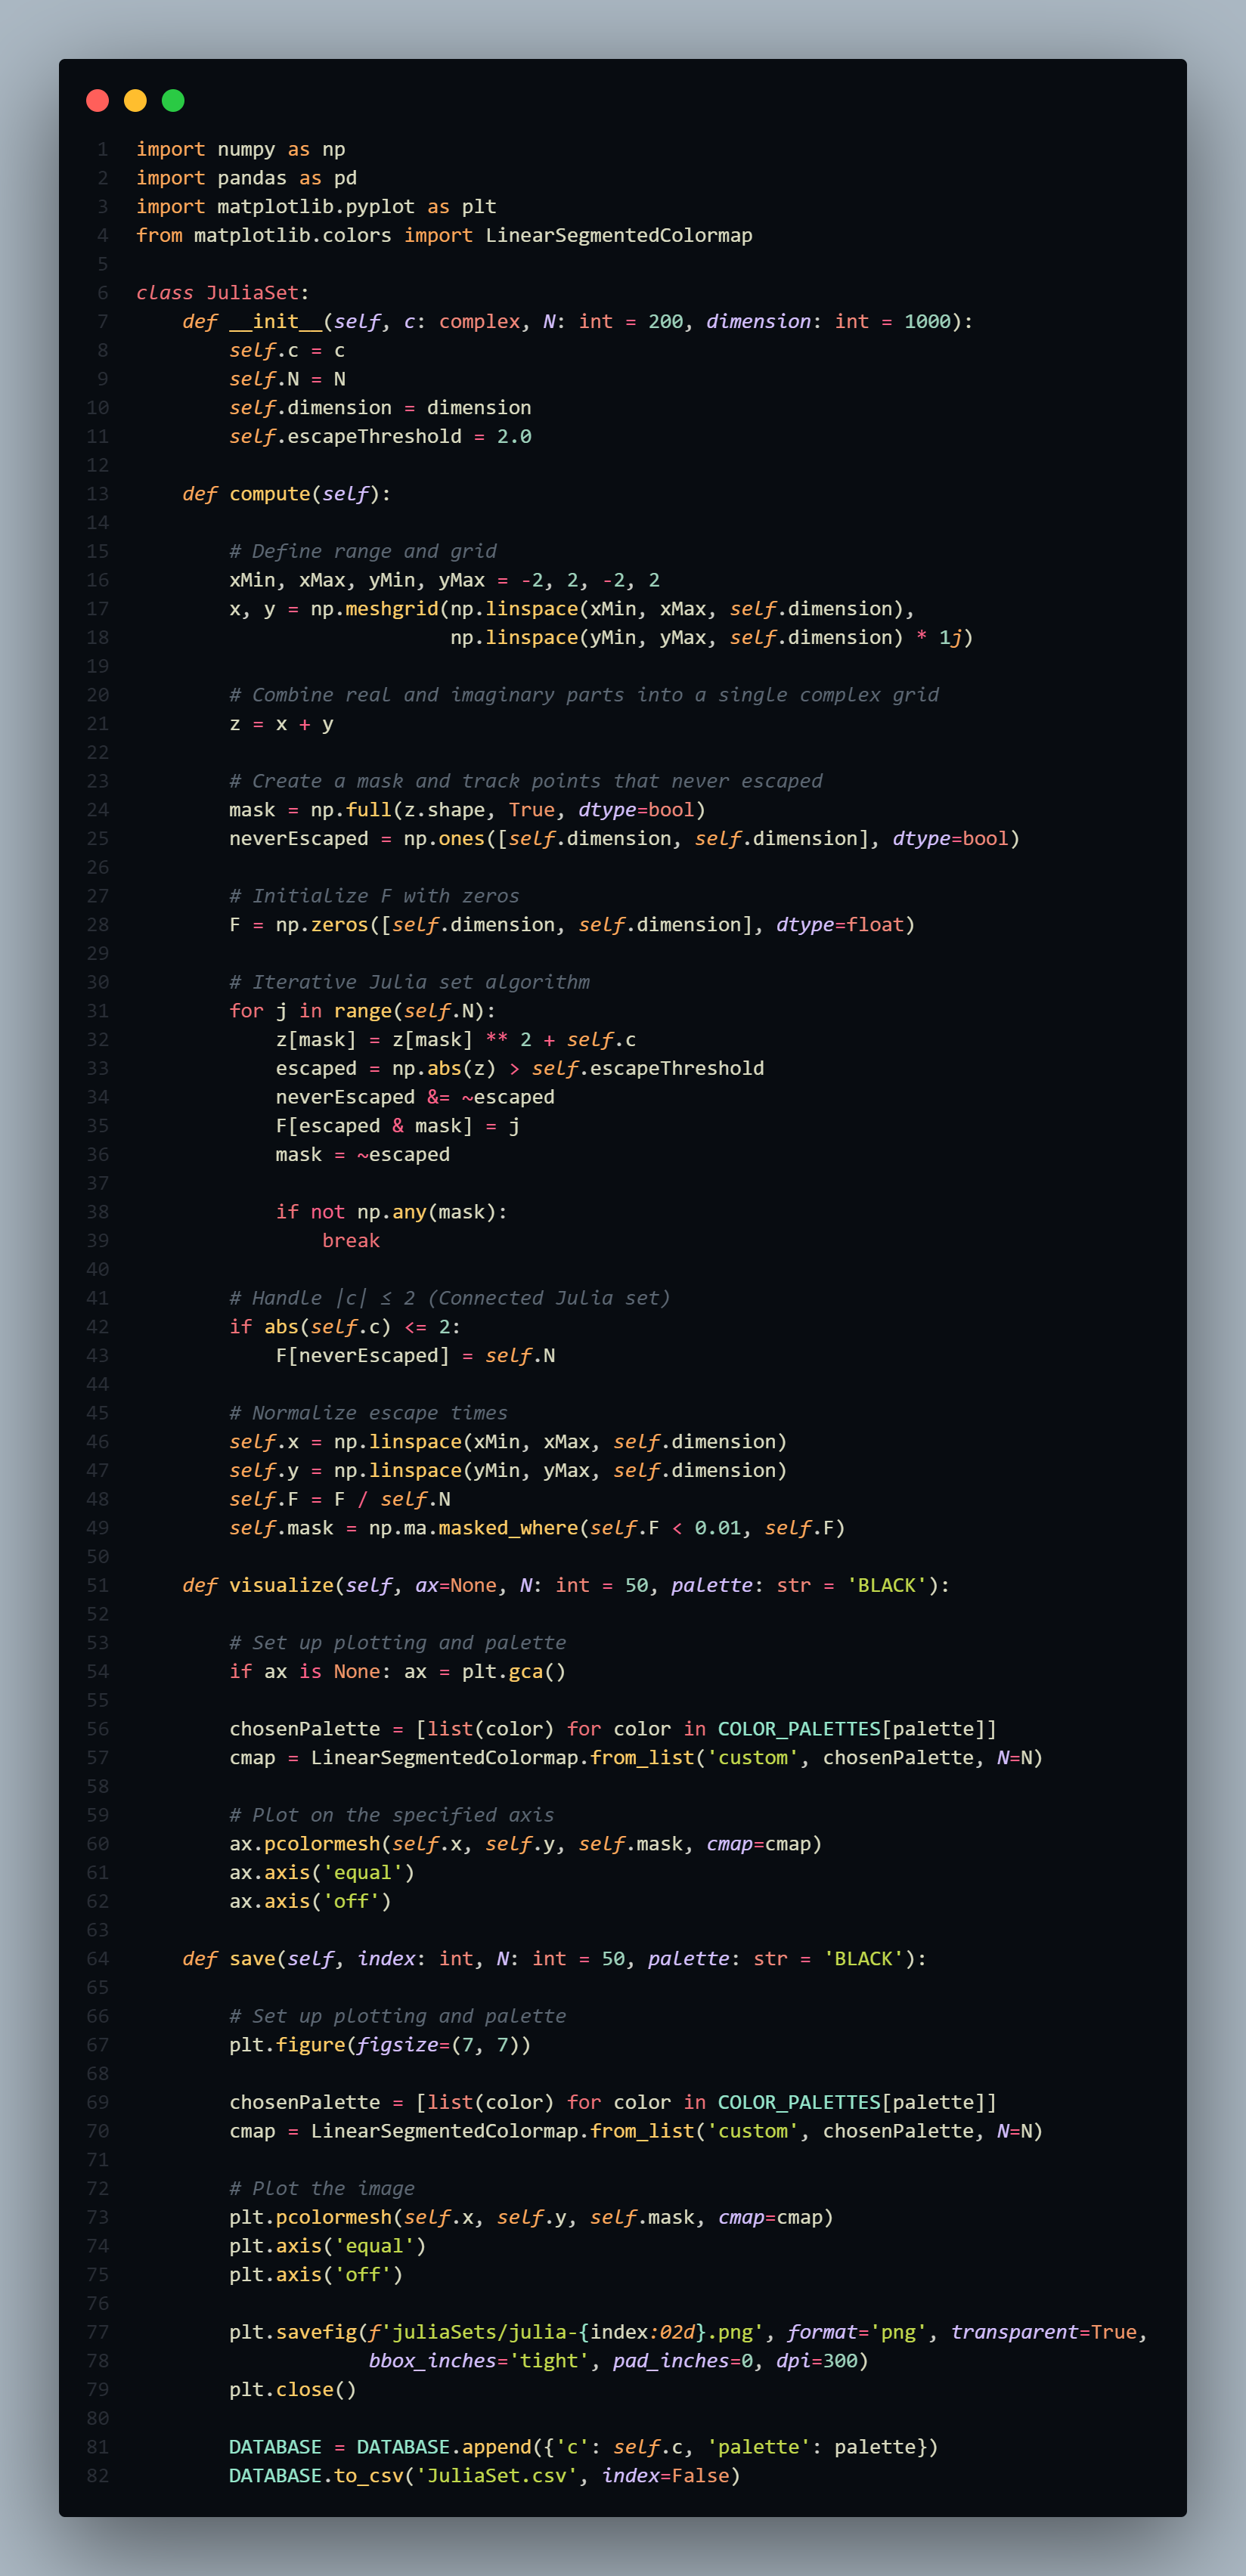 1 import numpy as np
2 import pandas as pd
3 import matplotlib.pyplot as plt
4 from matplotlib.colors import LinearSegmentedColormap
5
6 class JuliaSet:
7     def __init__(self, c: complex, N: int = 200, dimension: int = 1000):
8         self.c = c
9         self.N = N
10         self.dimension = dimension
11         self.escapeThreshold = 2.0
12
13     def compute(self):
14
15         # Define range and grid
16         xMin, xMax, yMin, yMax = -2, 2, -2, 2
17         x, y = np.meshgrid(np.linspace(xMin, xMax, self.dimension),
18                            np.linspace(yMin, yMax, self.dimension) * 1j)
19
20         # Combine real and imaginary parts into a single complex grid
21         z = x + y
22
23         # Create a mask and track points that never escaped
24         mask = np.full(z.shape, True, dtype=bool)
25         neverEscaped = np.ones([self.dimension, self.dimension], dtype=bool)
26
27         # Initialize F with zeros
28         F = np.zeros([self.dimension, self.dimension], dtype=float)
29
30         # Iterative Julia set algorithm
31         for j in range(self.N):
32             z[mask] = z[mask] ** 2 + self.c
33             escaped = np.abs(z) > self.escapeThreshold
34             neverEscaped &= ~escaped
35             F[escaped & mask] = j
36             mask = ~escaped
37
38             if not np.any(mask):
39                 break
40
41         # Handle |c| ≤ 2 (Connected Julia set)
42         if abs(self.c) <= 2:
43             F[neverEscaped] = self.N
44
45         # Normalize escape times
46         self.x = np.linspace(xMin, xMax, self.dimension)
47         self.y = np.linspace(yMin, yMax, self.dimension)
48         self.F = F / self.N
49         self.mask = np.ma.masked_where(self.F < 0.01, self.F)
50
51     def visualize(self, ax=None, N: int = 50, palette: str = 'BLACK'):
52
53         # Set up plotting and palette
54         if ax is None: ax = plt.gca()
55
56         chosenPalette = [list(color) for color in COLOR_PALETTES[palette]]
57         cmap = LinearSegmentedColormap.from_list('custom', chosenPalette, N=N)
58
59         # Plot on the specified axis
60         ax.pcolormesh(self.x, self.y, self.mask, cmap=cmap)
61         ax.axis('equal')
62         ax.axis('off')
63
64     def save(self, index: int, N: int = 50, palette: str = 'BLACK'):
65
66         # Set up plotting and palette
67         plt.figure(figsize=(7, 7))
68
69         chosenPalette = [list(color) for color in COLOR_PALETTES[palette]]
70         cmap = LinearSegmentedColormap.from_list('custom', chosenPalette, N=N)
71
72         # Plot the image
73         plt.pcolormesh(self.x, self.y, self.mask, cmap=cmap)
74         plt.axis('equal')
75         plt.axis('off')
76
77         plt.savefig(f'juliaSets/julia-{index:02d}.png', format='png', transparent=True,
78                     bbox_inches='tight', pad_inches=0, dpi=300)
79         plt.close()
80
81         DATABASE = DATABASE.append({'c': self.c, 'palette': palette})
82         DATABASE.to_csv('JuliaSet.csv', index=False)